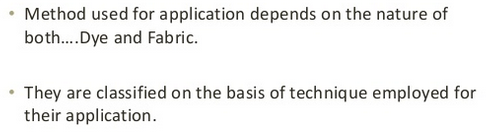 • Method used for application depends on the nature of
both....Dye and Fabric.
• They are classified on the basis of technique employed for
their application.